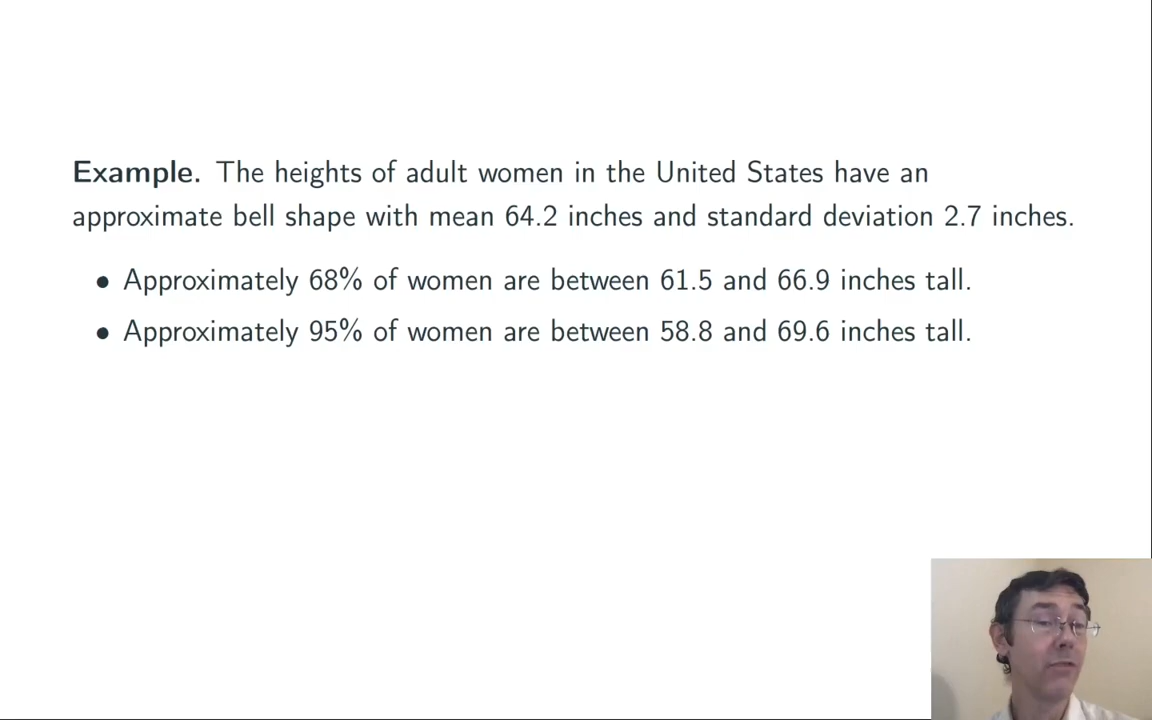 Example. The heights of adult women in the United States have an
approximate bell shape with mean 64.2 inches and standard deviation 2.7 inches.
• Approximately 68% of women are between 61.5 and 66.9 inches tall.
• Approximately 95% of women are between 58.8 and 69.6 inches tall.